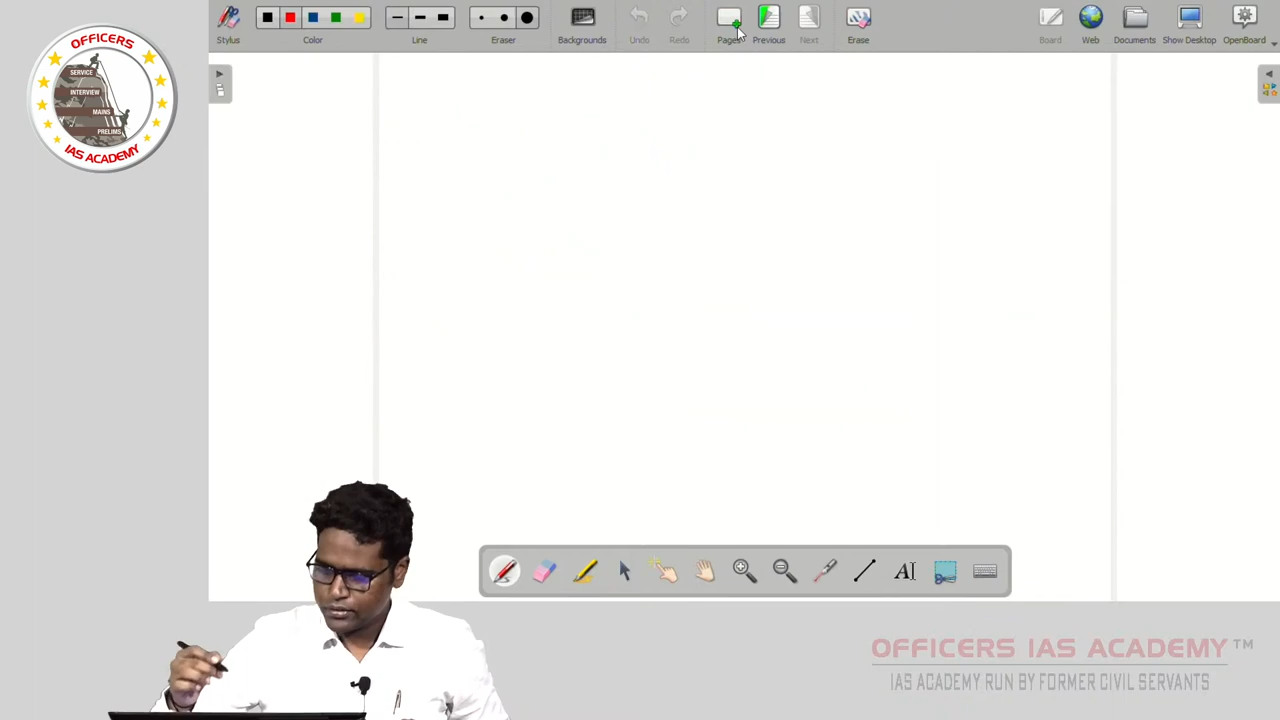 OFFICERS
SERVICE
INTERVIEW
MAINS
PRELIMS
IAS ACADEMY
Stylus
Color
Line
Eraser
Backgrounds
Undo
Redo
Pages
Previous
Next
Erase
Board
Web
Documents
Show Desktop
OpenBoard
OFFICERS IAS ACADEMY™
IAS ACADEMY RUN BY FORMER CIVIL SERVANTS